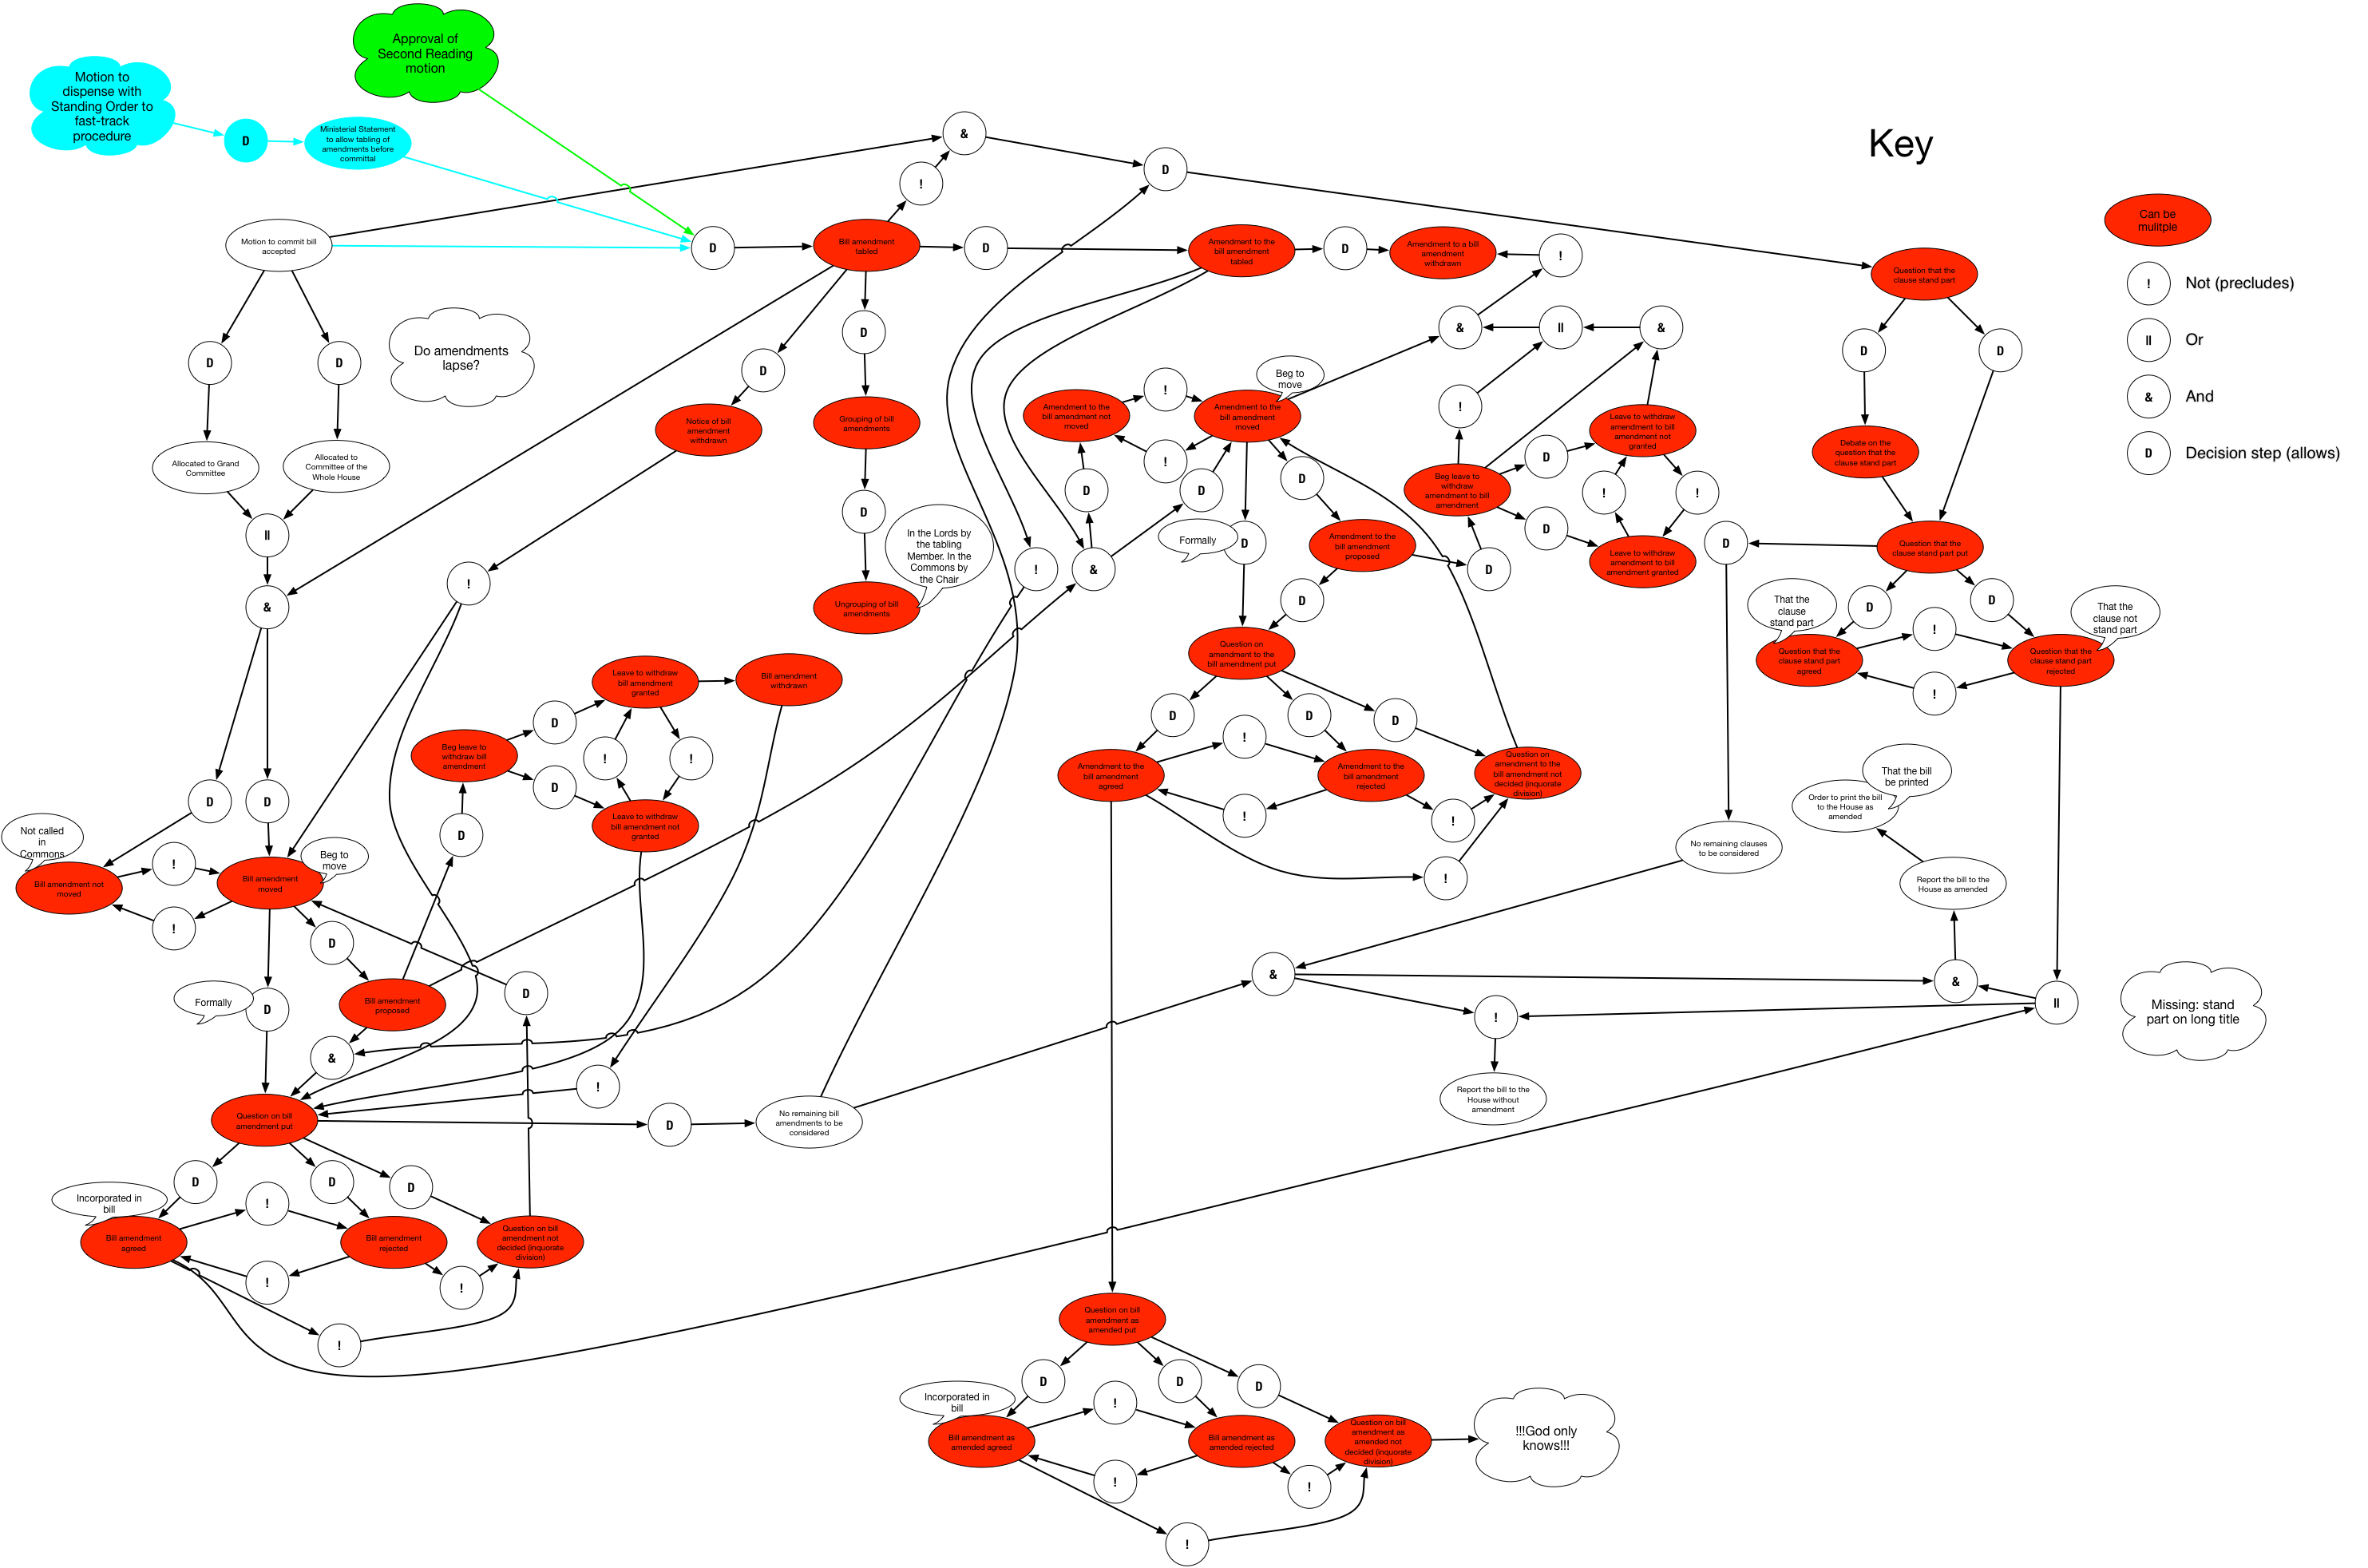 Approval of
Second Reading
motion
Motion to
dispense with
Standing Order to
fast-track
procedure
D
Ministerial Statement
to allow tabling of
amendments before
committal
&
Key
!
D
Can be
muiltple
Motion to commit bill
accepted
D
Bill amendment
tabled
D
Amendment to the
bill amendment
tabled
D
Amendment to a bill
amendment
withdrawn
!
Question that the
clause stand part
!
Not (precludes)
&
||
&
||
Or
D
D
Do amendments
lapse?
D
D
D
D
&
And
Beg to
move
Notice of bill
amendment
withdrawn
Grouping of bill
amendments
Amendment to the
bill amendment not
moved
!
Amendment to the
bill amendment
moved
!
!
Leave to withdraw
amendment to bill
amendment not
granted
Debate on the
question that the
clause stand part
D
Decision step (allows)
Allocated to Grand
Committee
Allocated to
Committee of the
Whole House
D
D
D
D
Beg leave to
withdraw
amendment to bill
amendment
D
!
!
D
||
In the Lords by
the tabling
Member. In the
Commons by
the Chair
Formally
D
Amendment to the
bill amendment
proposed
D
Leave to withdraw
amendment to bill
amendment granted
D
Question that the
clause stand part put
!
!
&
&
Ungrouping of bill
amendments
D
That the
clause
stand part
D
D
That the
clause not
stand part
!
Question that the
clause stand part
agreed
Question that the
clause stand part
rejected
!
Leave to withdraw
bill amendment
granted
Bill amendment
withdrawn
Question on
amendment to the
bill amendment put
D
D
D
D
Beg leave to
withdraw bill
amendment
!
!
D
Leave to withdraw
bill amendment not
granted
!
Amendment to the
bill amendment
agreed
Amendment to the
bill amendment
rejected
Question on
amendment to the
bill amendment not
decided (inquorate
division)
!
!
!
That the bill
be printed
Order to print the bill
to the House as
amended
No remaining clauses
to be considered
Report the bill to the
House as amended
D
D
D
Not called
in
Commons
Bill amendment not
moved
!
Bill amendment
moved
Beg to
move
!
D
Formally
D
Bill amendment
proposed
D
&
&
!
&
||
Missing: stand
part on long title
Report the bill to the
House without
amendment
!
Question on bill
amendment put
D
No remaining bill
amendments to be
considered
D
D
D
Incorporated in
bill
!
Bill amendment
agreed
Bill amendment
rejected
Question on bill
amendment not
decided (inquorate
division)
!
!
!
Question on bill
amendment as
amended put
D
D
D
Incorporated in
bill
!
Bill amendment as
amended agreed
Bill amendment as
amended rejected
Question on bill
amendment as
amended not
decided (inquorate
division)
!!!God only
knows!!!
!
!
!